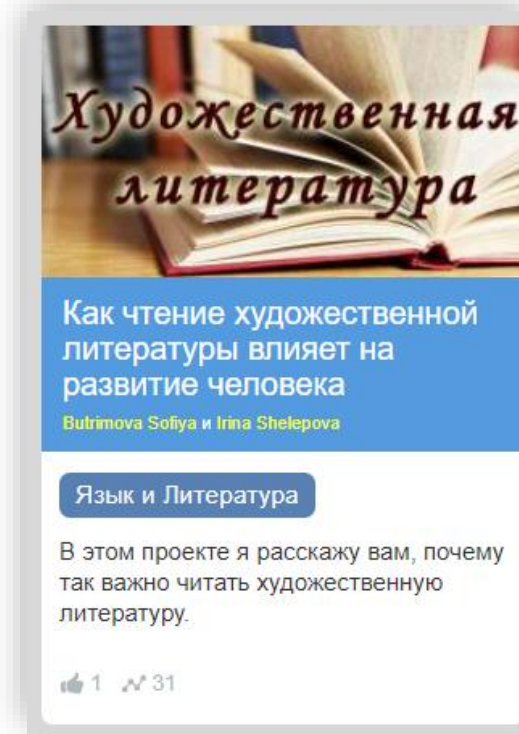 Художественная
литература
Как чтение художественной
литературы влияет на
развитие человека
Butrimova Sofiya и Irina Shelepova
Язык и Литература
В этом проекте я расскажу вам, почему
так важно читать художественную
литературу.
1 31